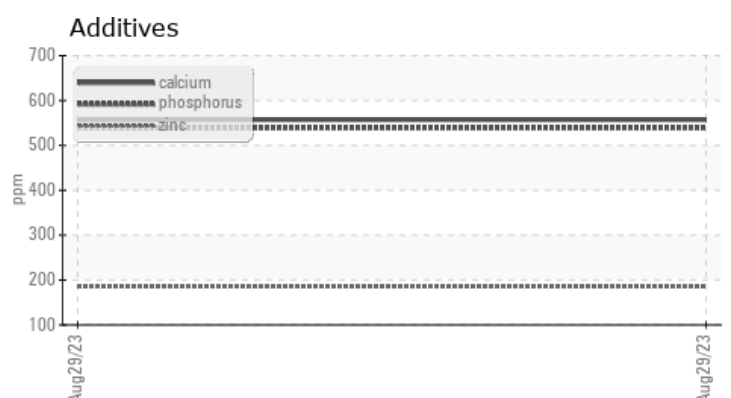 Additives
700
600
500
400
300
200
100
ppm
calcium
phosphorus
zinc
Aug29/23
Aug29/23